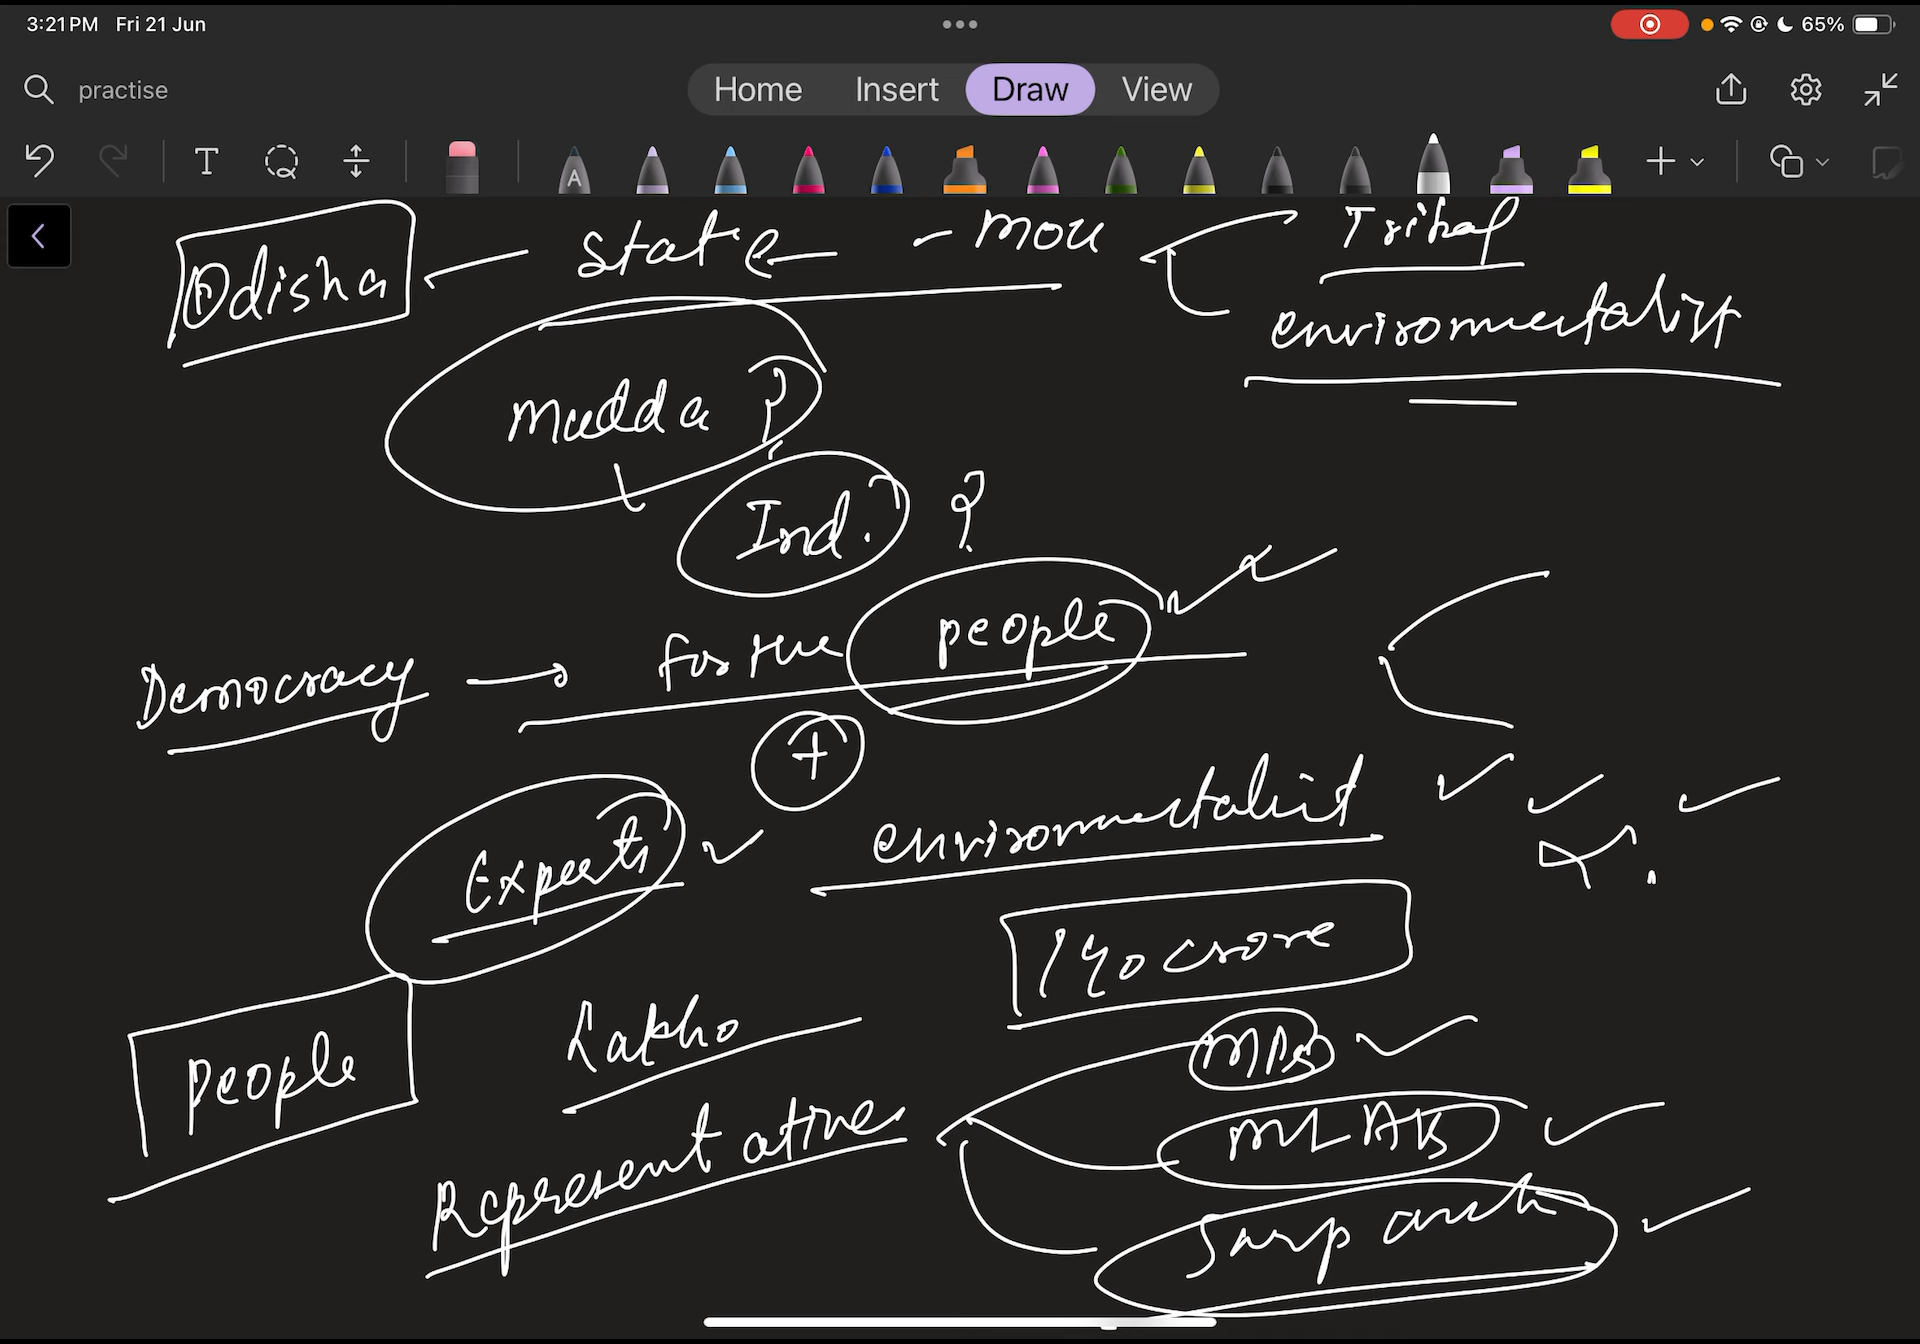 3:21 PM Fri 21 Jun 65%
practise Home Insert Draw View
T A
Odisha State - MOU Tribal
environmentalist
Mudda ?
Ind. ?
Democracy → for the people
+
Experts environmentalist
140 crore
People Lakho
MPs
Representatives MLAs
Sarpanch